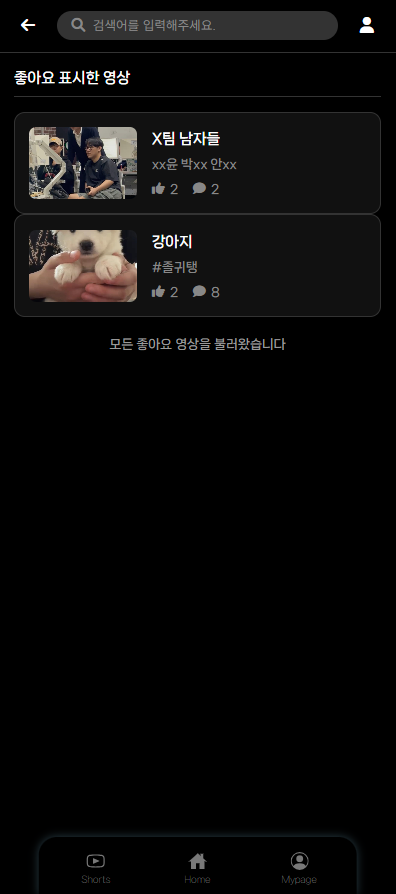 검색어를 입력해주세요.
좋아요 표시한 영상
X팀 남자들
xx윤 박xx 안xx
2 2
강아지
#졸귀탱
2 8
모든 좋아요 영상을 불러왔습니다
Shorts Home Mypage